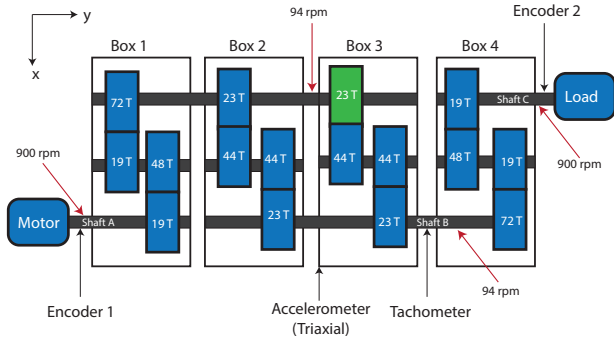 94 rpm
Encoder 2
y
x
Box 1
Box 2
Box 3
Box 4
72 T
23 T
23 T
19 T
Shaft C
Load
19 T
48 T
44 T
44 T
44 T
44 T
48 T
19 T
900 rpm
900 rpm
Motor
Shaft A
19 T
23 T
23 T
Shaft B
72 T
94 rpm
Encoder 1
Accelerometer
(Triaxial)
Tachometer